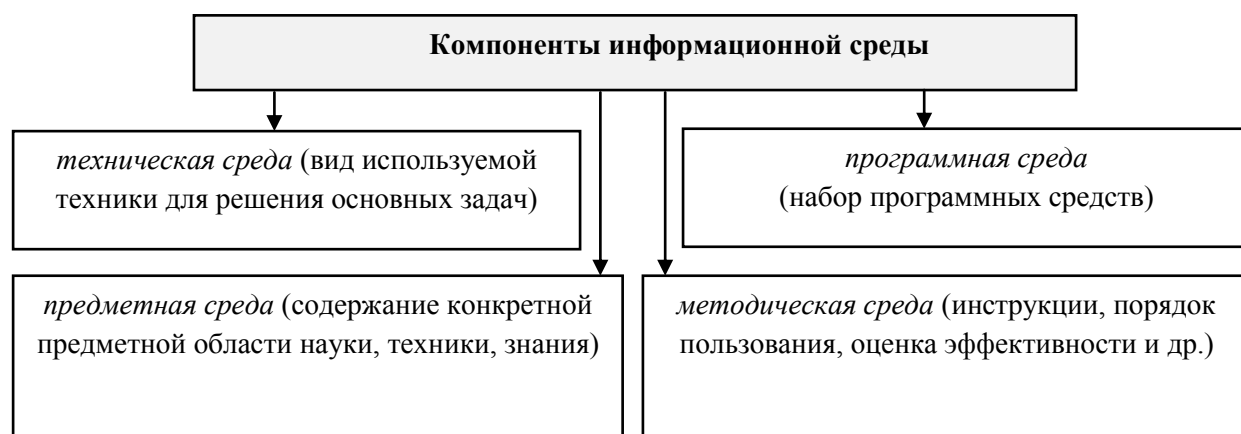 Компоненты информационной среды
техническая среда (вид используемой
техники для решения основных задач)
программная среда
(набор программных средств)
предметная среда (содержание конкретной
предметной области науки, техники, знания)
методическая среда (инструкции, порядок
пользования, оценка эффективности и др.)